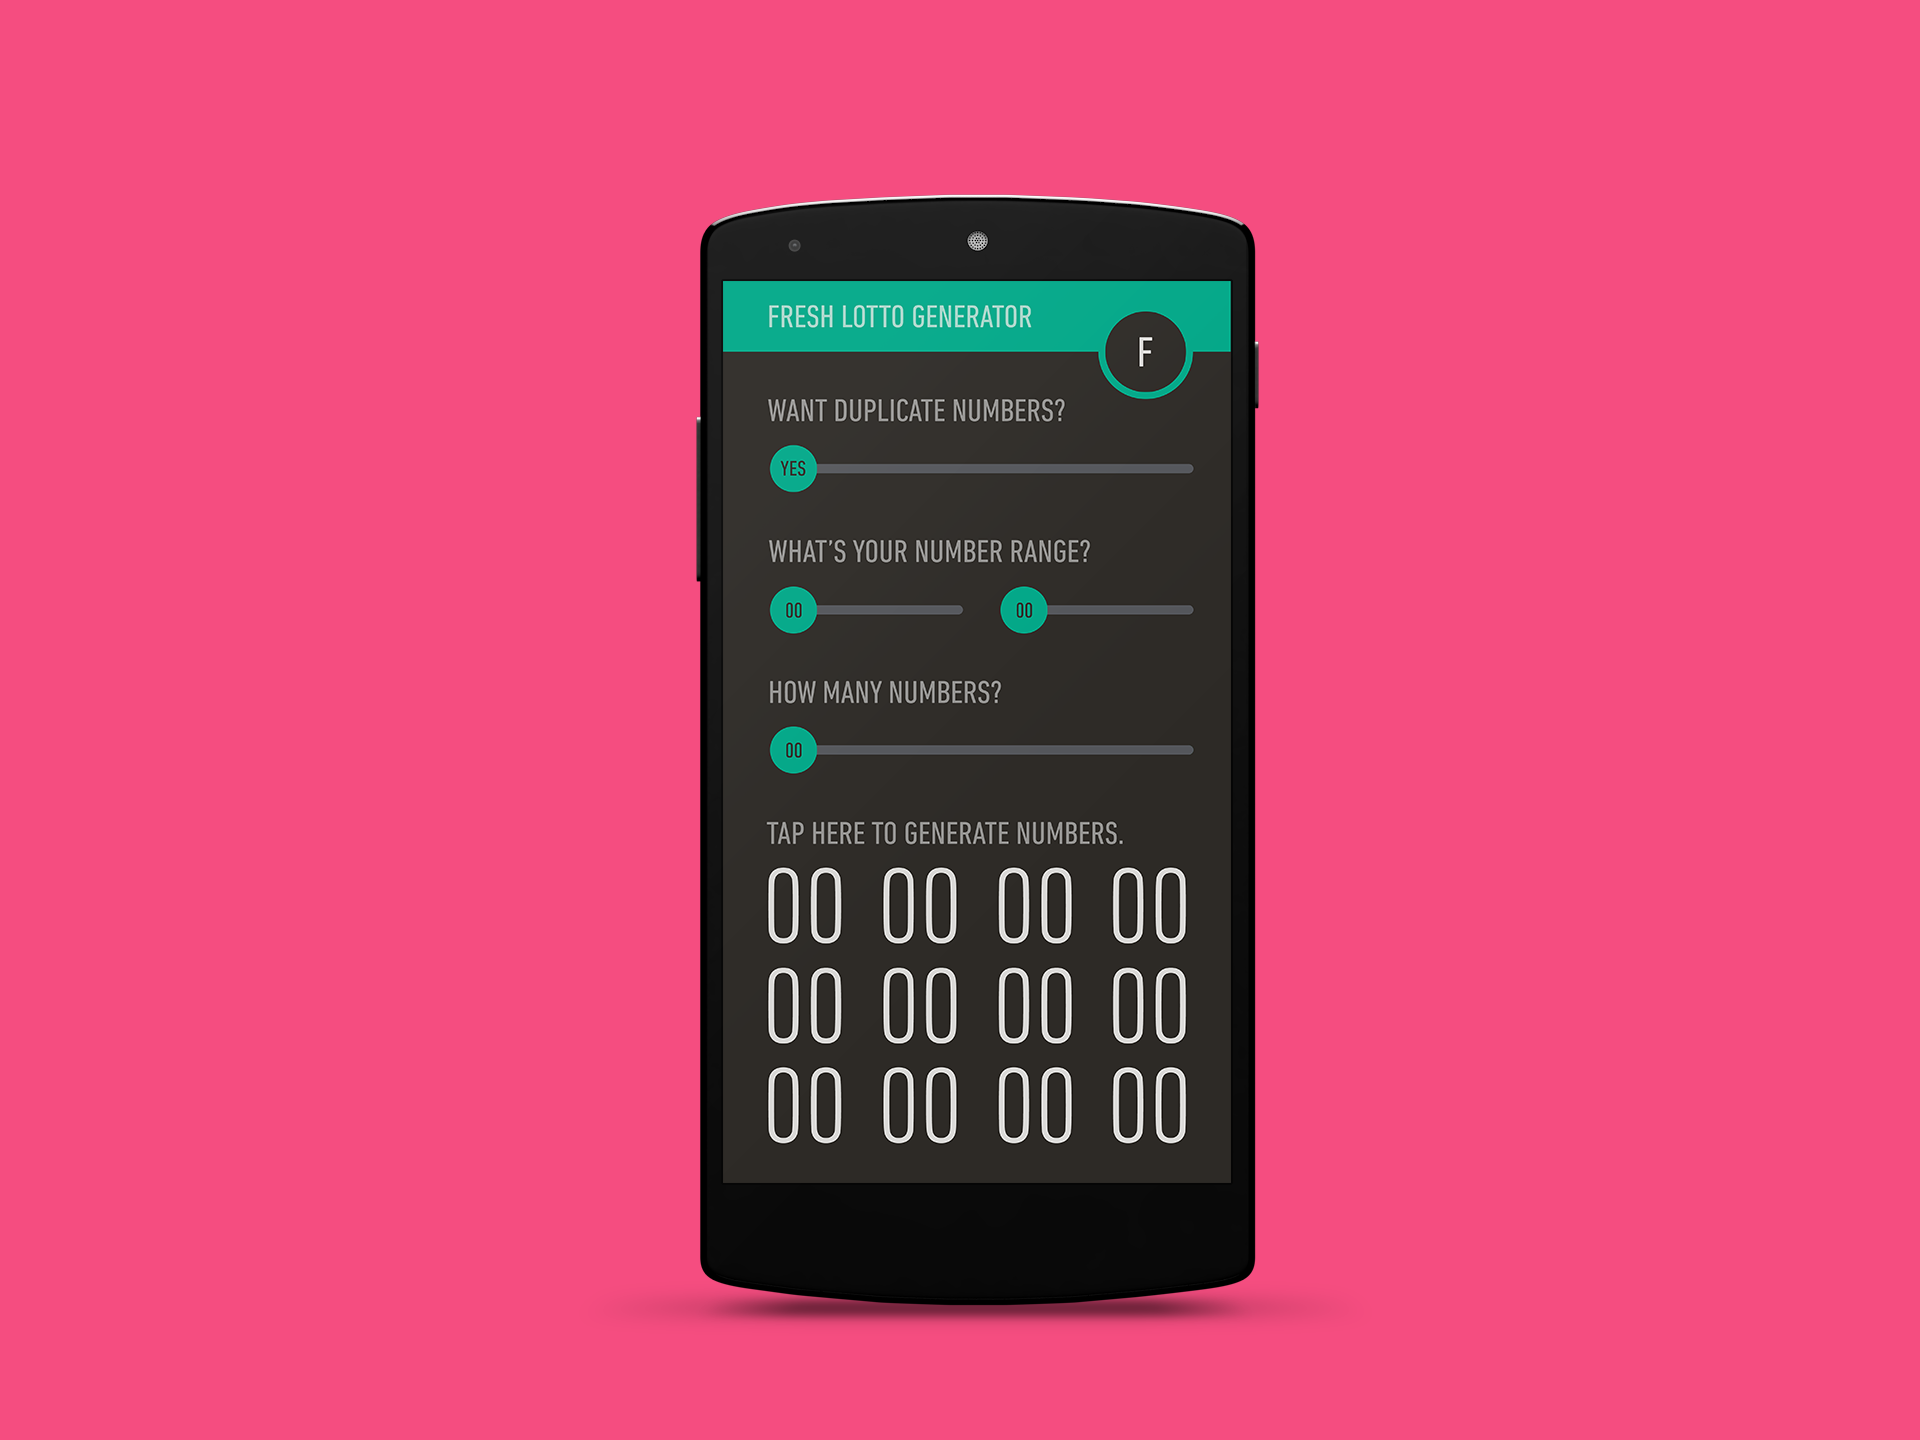 FRESH LOTTO GENERATOR
F
WANT DUPLICATE NUMBERS?
YES
WHAT’S YOUR NUMBER RANGE?
00 00
HOW MANY NUMBERS?
00
TAP HERE TO GENERATE NUMBERS.
00 00 00 00
00 00 00 00
00 00 00 00